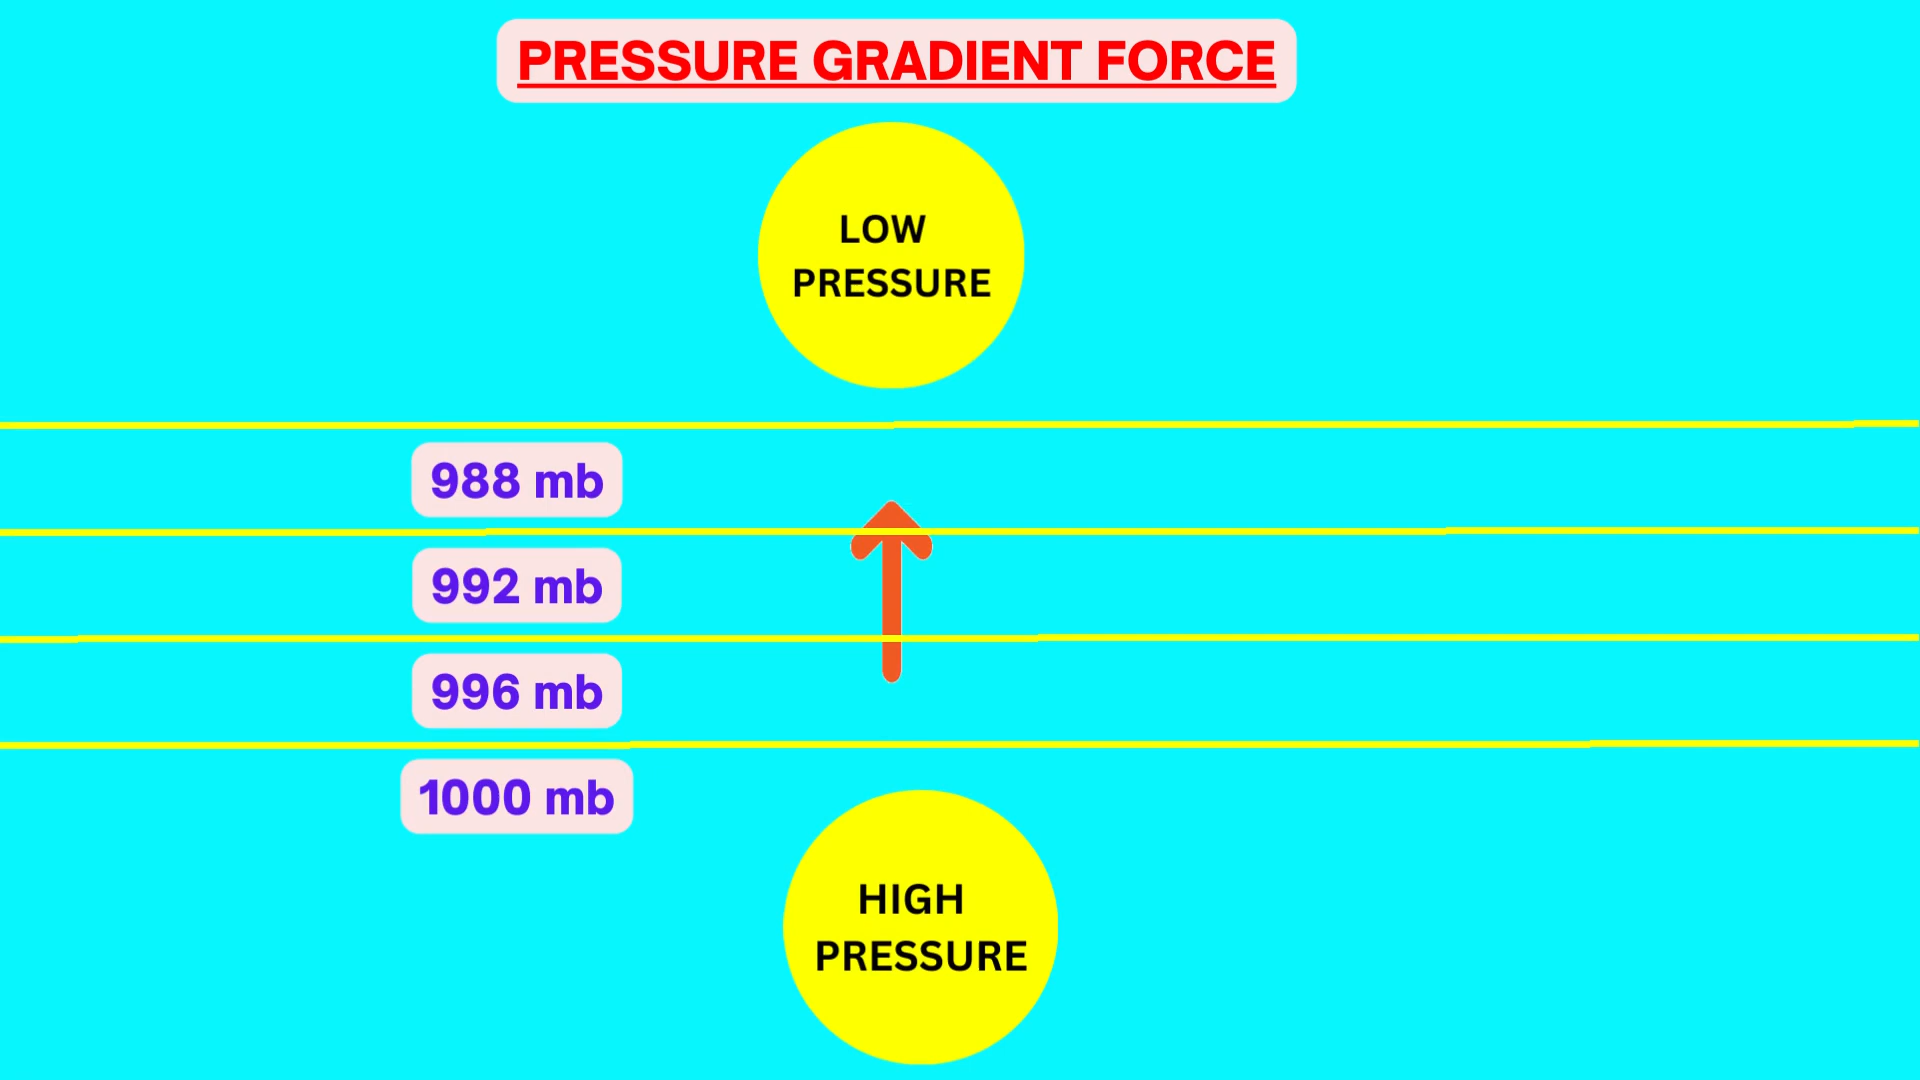 PRESSURE GRADIENT FORCE
LOW
PRESSURE
988 mb
992 mb
996 mb
1000 mb
HIGH
PRESSURE